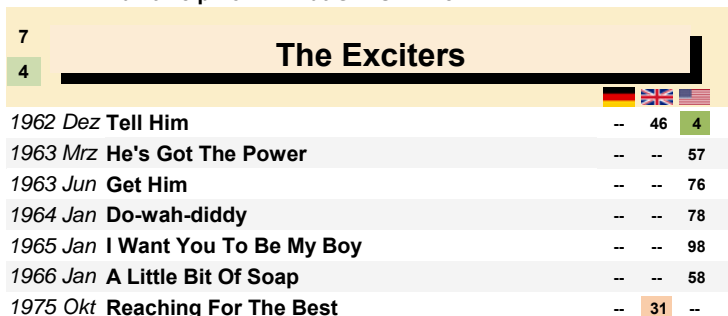 7
The Exciters
4
1962 Dez Tell Him -- 46 4
1963 Mrz He's Got The Power -- -- 57
1963 Jun Get Him -- -- 76
1964 Jan Do-wah-diddy -- -- 78
1965 Jan I Want You To Be My Boy -- -- 98
1966 Jan A Little Bit Of Soap -- -- 58
1975 Okt Reaching For The Best -- 31 --